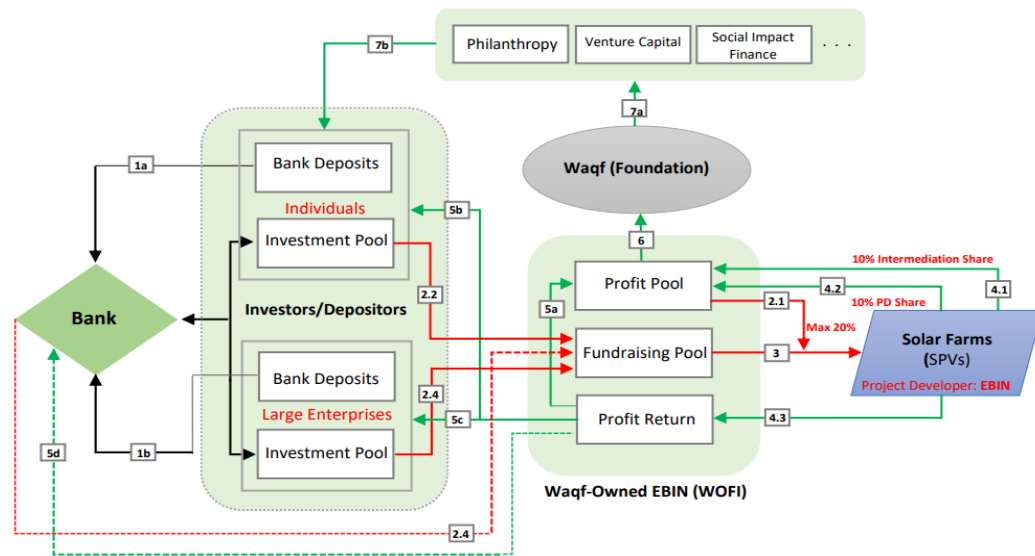 7b
Philanthropy
Venture Capital
Social Impact
Finance
. . .
7a
1a
Bank Deposits
Individuals
Investment Pool
5b
Waqf (Foundation)
6
Bank
Investors/Depositors
2.2
Profit Pool
5a
2.1
10% Intermediation Share
4.2
4.1
10% PD Share
Max 20%
Fundraising Pool
3
Solar Farms
(SPVs)
Project Developer: EBIN
Bank Deposits
Large Enterprises
2.4
5c
Profit Return
4.3
5d
1b
Investment Pool
Waqf-Owned EBIN (WOFI)
2.4